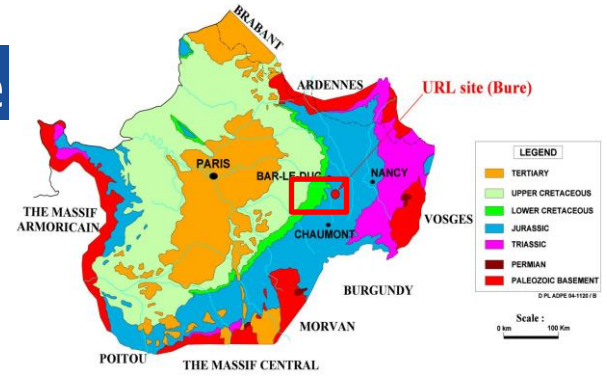 e
BRABANT
ARDENNES
URL site (Bure)
PARIS
BAR-LE-DUC
NANCY
THE MASSIF
ARMORICAIN
CHAUMONT
VOSGES
BURGUNDY
MORVAN
POITOU
THE MASSIF CENTRAL
LEGEND
TERTIARY
UPPER CRETACEOUS
LOWER CRETACEOUS
JURASSIC
TRIASSIC
PERMIAN
PALEOZOIC BASEMENT
D PL ADPE 04-1120 / B
Scale :
0 km 100 Km